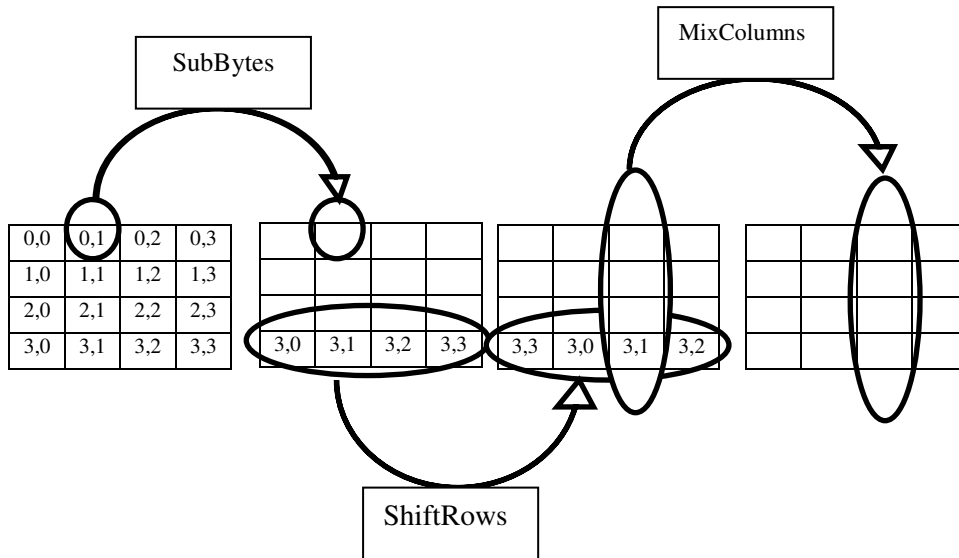 SubBytes
MixColumns
0,0 0,1 0,2 0,3
1,0 1,1 1,2 1,3
2,0 2,1 2,2 2,3
3,0 3,1 3,2 3,3
3,0 3,1 3,2 3,3
3,3 3,0 3,1 3,2
ShiftRows